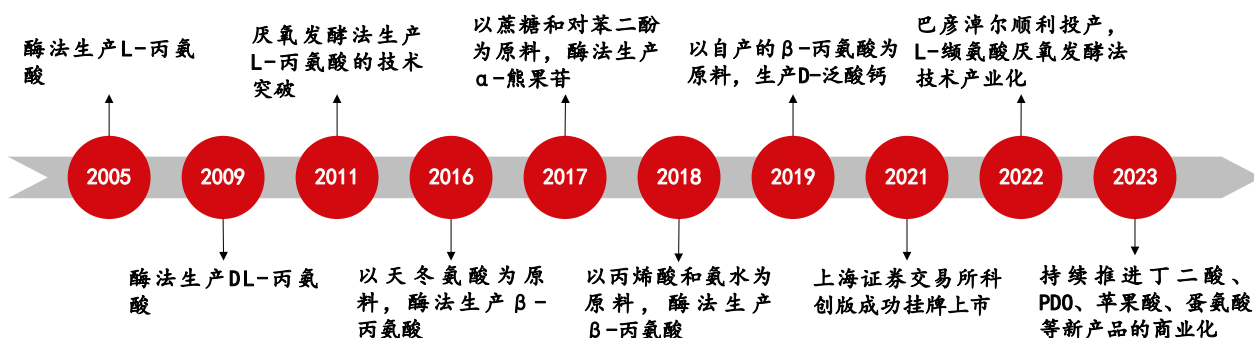 酶法生产L-丙氨
酸
厌氧发酵法生产
L-丙氨酸的技术
突破
以蔗糖和对苯二酚
为原料，酶法生产
α-熊果苷
以自产的β-丙氨酸为
原料，生产D-泛酸钙
巴彦淖尔顺利投产，
L-缬氨酸厌氧发酵法
技术产业化
2005
2009
2011
2016
2017
2018
2019
2021
2022
2023
酶法生产DL-丙氨
酸
以天冬氨酸为原
料，酶法生产β-
丙氨酸
以丙烯酸和氨水为
原料，酶法生产
β-丙氨酸
上海证券交易所科
创版成功挂牌上市
持续推进丁二酸、
PDO、苹果酸、蛋氨酸
等新产品的商业化